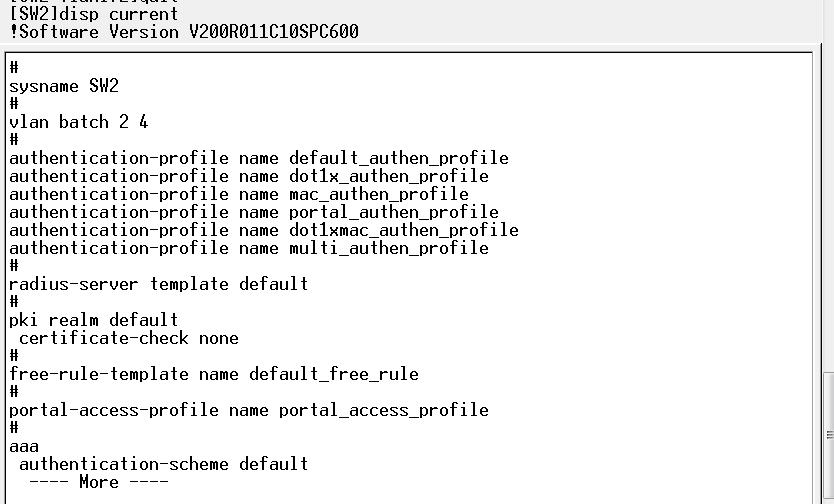 [SW2]disp current
!Software Version V200R011C10SPC600
#
sysname SW2
#
vlan batch 2 4
#
authentication-profile name default_authen_profile
authentication-profile name dot1x_authen_profile
authentication-profile name mac_authen_profile
authentication-profile name portal_authen_profile
authentication-profile name dot1xmac_authen_profile
authentication-profile name multi_authen_profile
#
radius-server template default
#
pki realm default
 certificate-check none
#
free-rule-template name default_free_rule
#
portal-access-profile name portal_access_profile
#
aaa
 authentication-scheme default
  ---- More ----